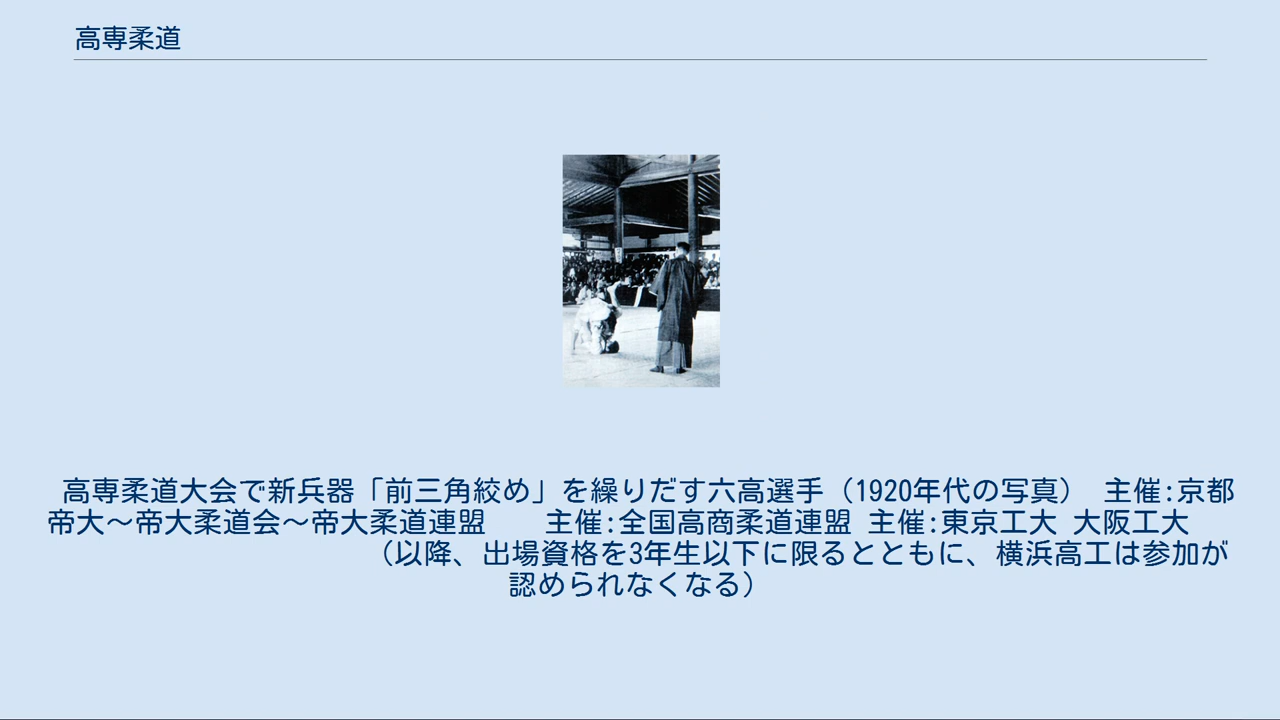 高専柔道
高専柔道大会で新兵器「前三角絞め」を繰りだす六高選手（1920年代の写真） 主催:京都
帝大～帝大柔道会～帝大柔道連盟 主催:全国高商柔道連盟 主催:東京工大 大阪工大
（以降、出場資格を3年生以下に限るとともに、横浜高工は参加が
認められなくなる）